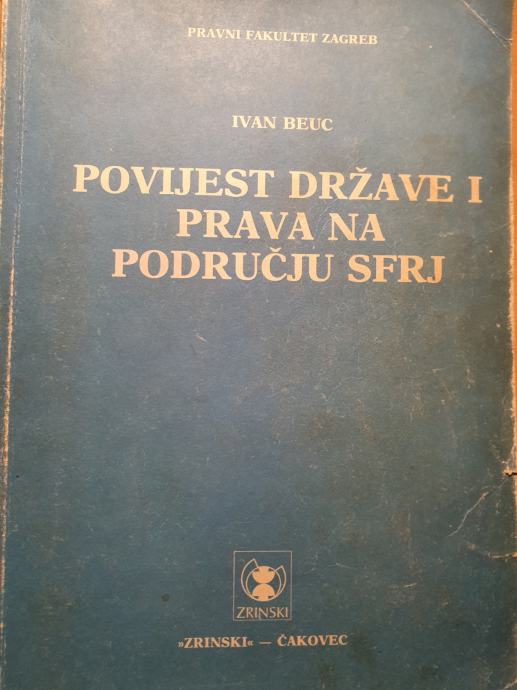 PRAVNI FAKULTET ZAGREB
IVAN BEUC
POVIJEST DRŽAVE I
PRAVA NA
PODRUČJU SFRJ
ZRINSKI
»ZRINSKI« – ČAKOVEC